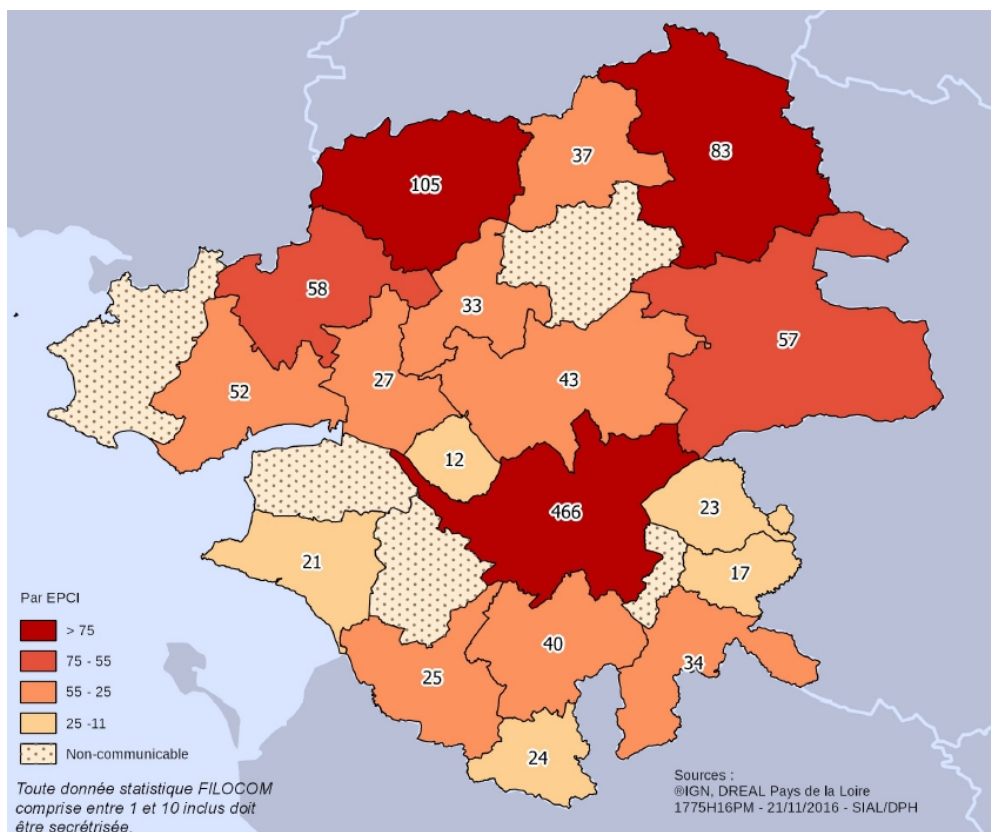 83
37
105
58
33
57
52
27
43
12
466
23
21
17
40
25
34
24
Par EPCI
> 75
75 - 55
55 - 25
25 -11
Non-communicable
Toute donnée statistique FILOCOM
comprise entre 1 et 10 inclus doit
être secrétrisée.
Sources :
®IGN, DREAL Pays de la Loire
1775H16PM - 21/11/2016 - SIAL/DPH